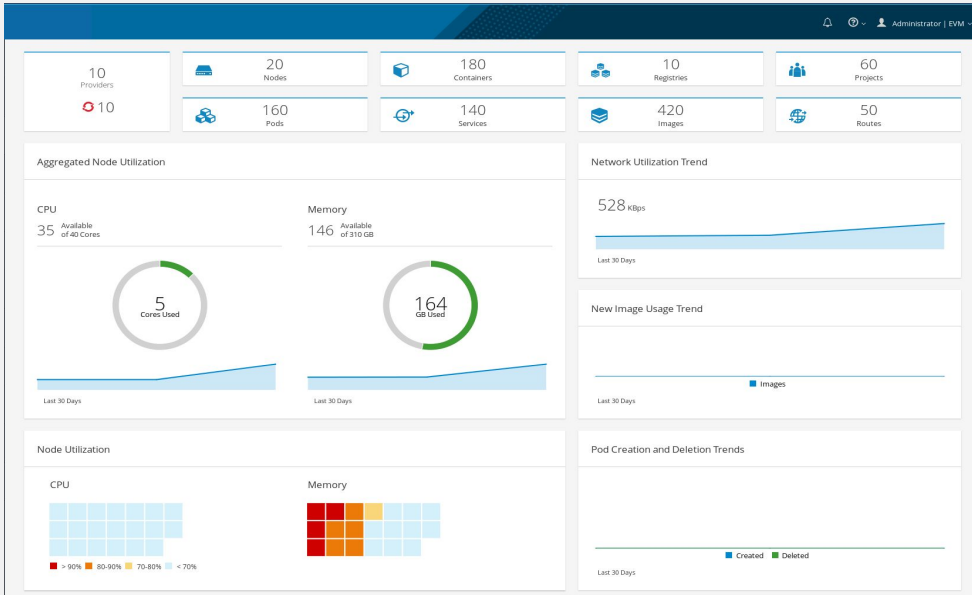 Administrator | EVM
10
Providers
10
20
Nodes
180
Containers
10
Registries
60
Projects
160
Pods
140
Services
420
Images
50
Routes
Aggregated Node Utilization
CPU
35 Available of 40 Cores
5
Cores Used
Last 30 Days
Memory
146 Available of 310 GB
164
GB Used
Last 30 Days
Network Utilization Trend
528 KBps
Last 30 Days
New Image Usage Trend
Images
Last 30 Days
Node Utilization
CPU
Memory
> 90% 80-90% 70-80% < 70%
Pod Creation and Deletion Trends
Created Deleted
Last 30 Days